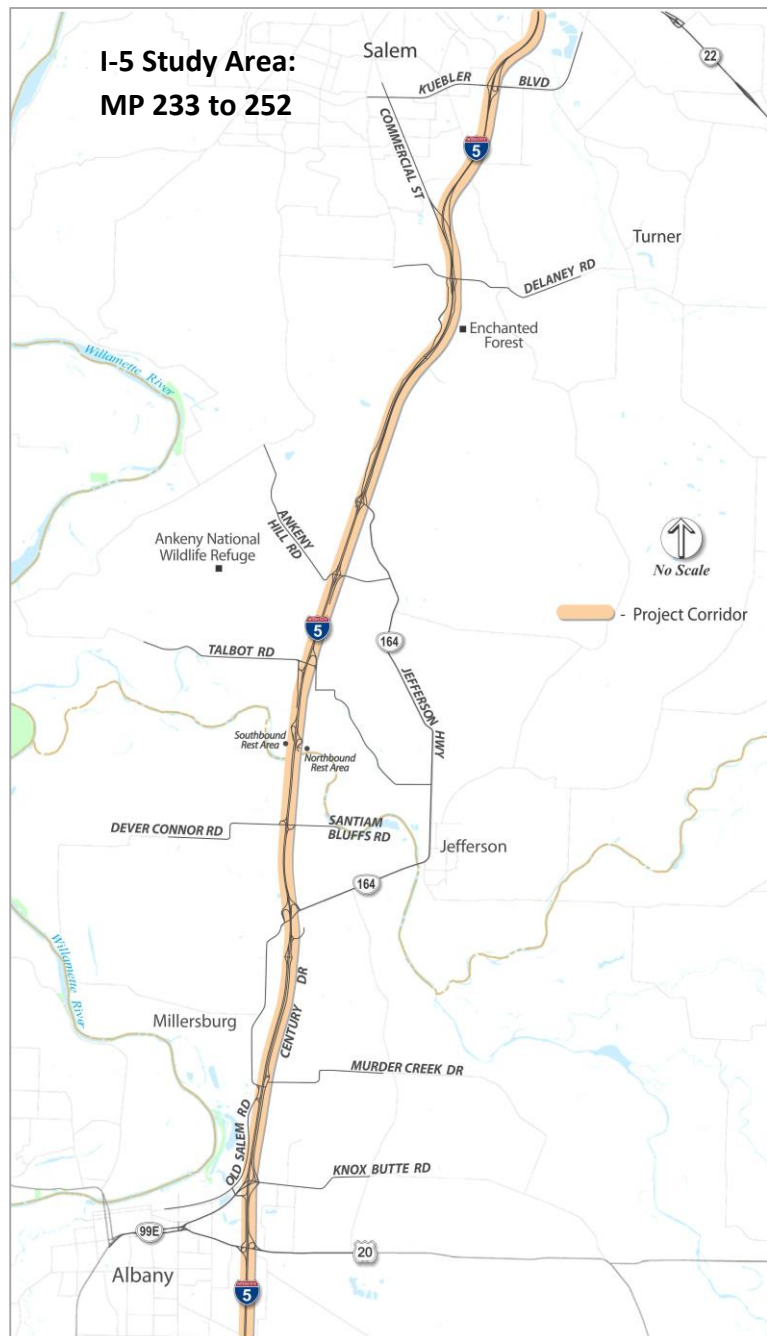 I-5 Study Area:
MP 233 to 252
Salem
KUEBLER BLVD
22
COMMERCIAL ST
5
Turner
DELANEY RD
Enchanted
Forest
Willamette River
ANKENY
HILL RD
Ankeny National
Wildlife Refuge
No Scale
- Project Corridor
5
164
TALBOT RD
JEFFERSON HWY
Southbound
Rest Area
Northbound
Rest Area
DEVER CONNOR RD
SANTIAM
BLUFFS RD
Jefferson
164
Willamette River
CENTURY DR
Millersburg
MURDER CREEK DR
OLD SALEM RD
KNOX BUTTE RD
99E
20
Albany
5